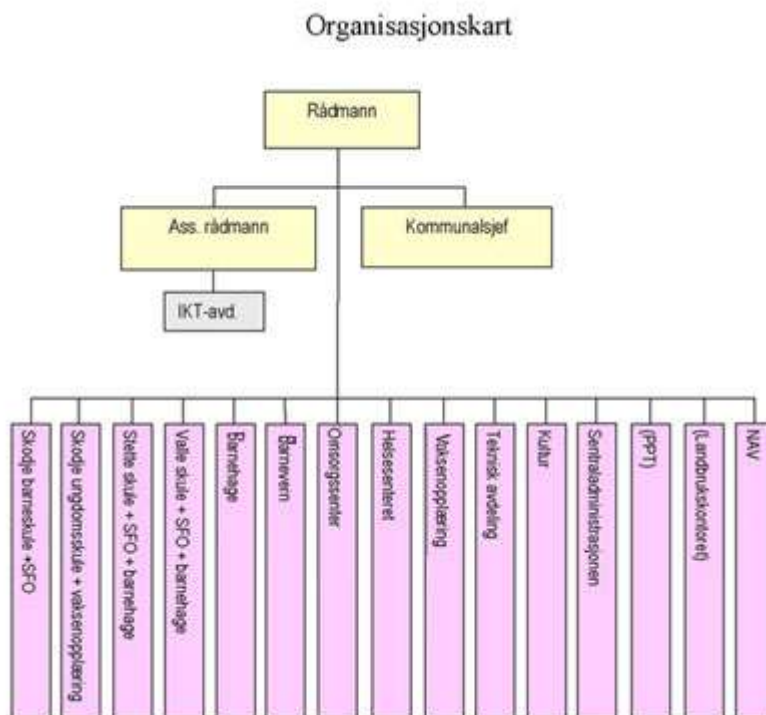 Organisasjonskart
Rådmann
Ass. rådmann
Kommunalsjef
IKT-avd.
Skodje barneskule +SFO
Skodje ungdomsskule + vaksenopplæring
Stette skule + SFO + barnehage
Valle skule + SFO + barnehage
Barnehage
Barnevern
Omsorgssenter
Helsesenteret
Voksenopplæring
Teknisk avdeling
Kultur
Sentraladministrasjonen
(PPT)
(Landbrukskontoret)
NAV